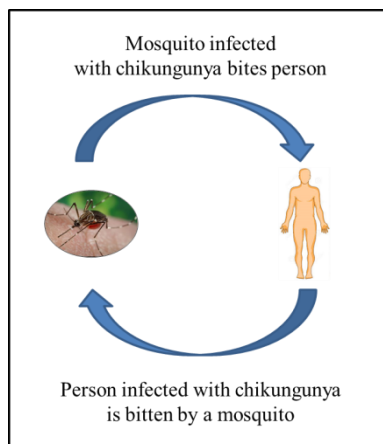 Mosquito infected
with chikungunya bites person
Person infected with chikungunya
is bitten by a mosquito